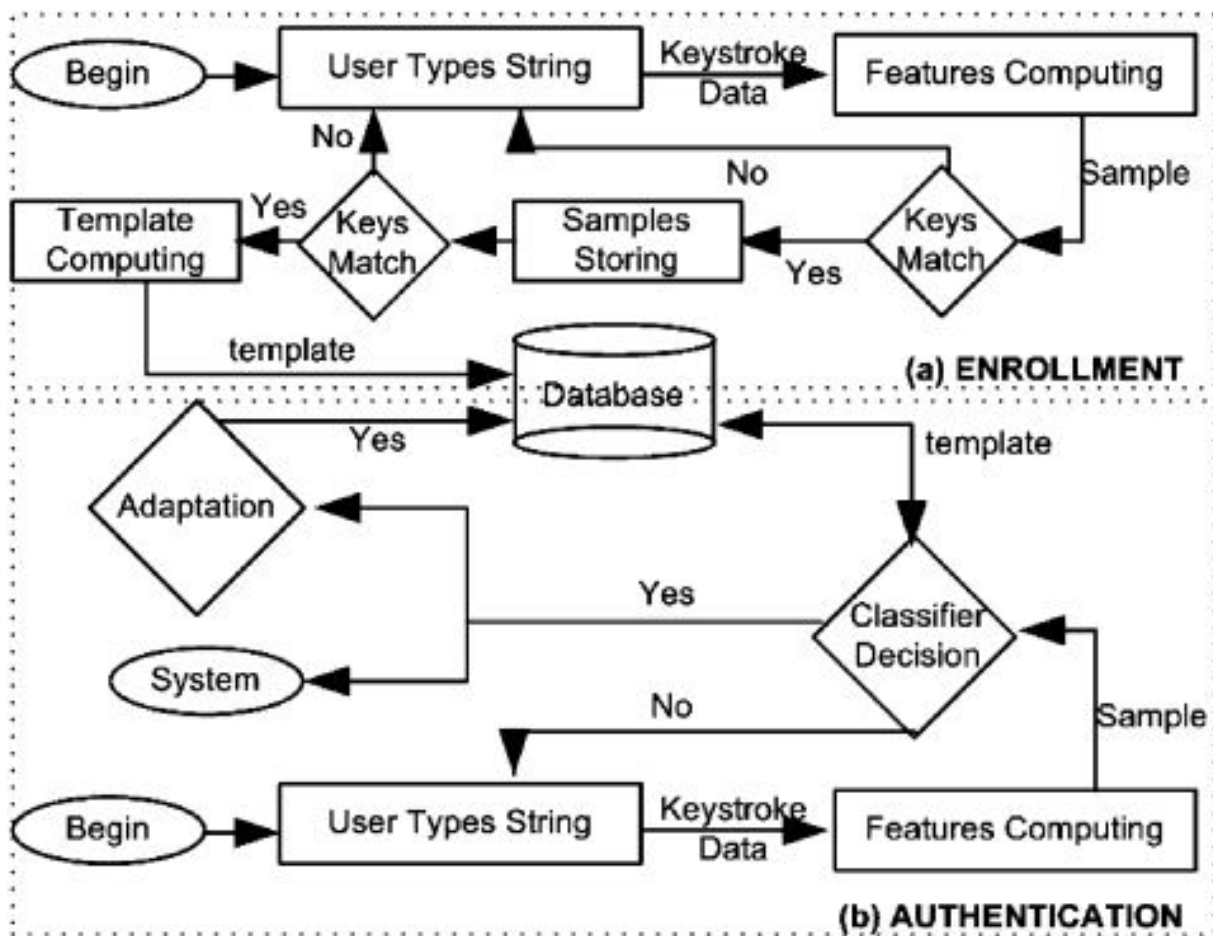 Begin
User Types String
Keystroke
Data
Features Computing
No
No
Sample
Template
Computing
Yes
Keys
Match
Samples
Storing
Yes
Keys
Match
template
Database
(a) ENROLLMENT
Yes
template
Adaptation
Yes
Classifier
Decision
System
No
Sample
Begin
User Types String
Keystroke
Data
Features Computing
(b) AUTHENTICATION